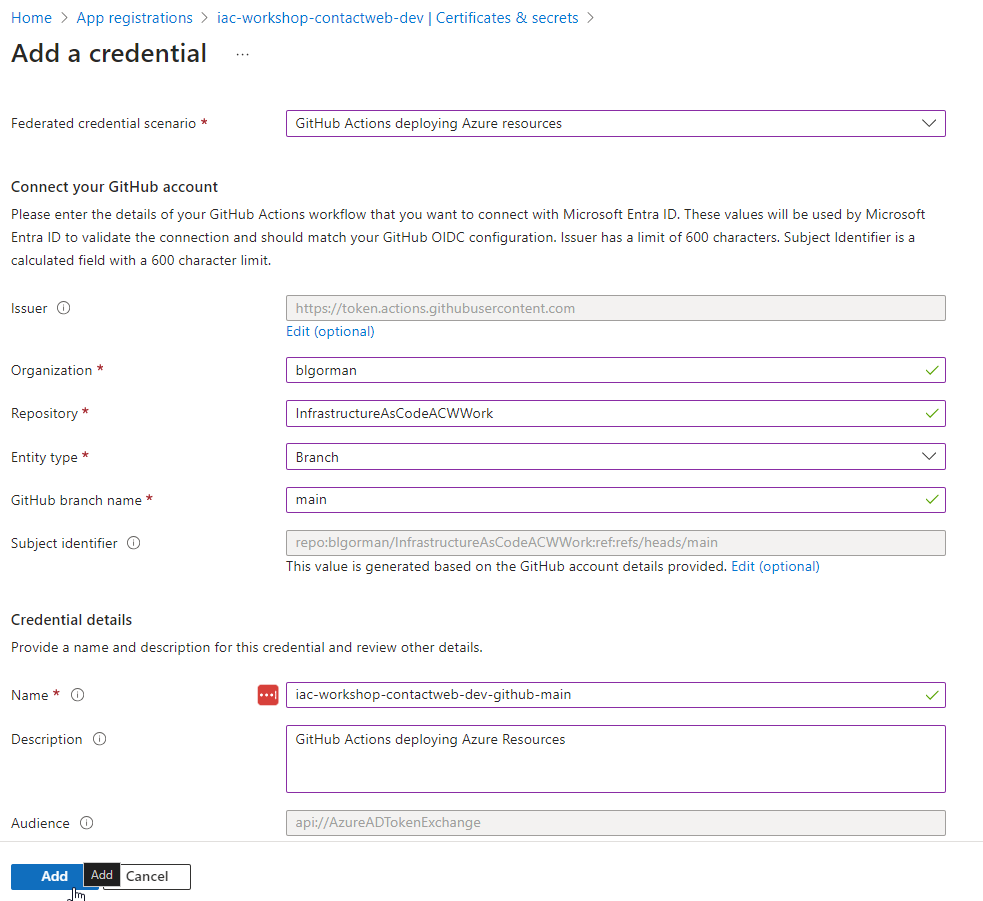 Home > App registrations > iac-workshop-contactweb-dev | Certificates & secrets >
Add a credential ...
Federated credential scenario * GitHub Actions deploying Azure resources
Connect your GitHub account
Please enter the details of your GitHub Actions workflow that you want to connect with Microsoft Entra ID. These values will be used by Microsoft
Entra ID to validate the connection and should match your GitHub OIDC configuration. Issuer has a limit of 600 characters. Subject Identifier is a
calculated field with a 600 character limit.
Issuer https://token.actions.githubusercontent.com
Edit (optional)
Organization * blgorman
Repository * InfrastructureAsCodeACWWork
Entity type * Branch
GitHub branch name * main
Subject identifier repo:blgorman/InfrastructureAsCodeACWWork:ref:refs/heads/main
This value is generated based on the GitHub account details provided. Edit (optional)
Credential details
Provide a name and description for this credential and review other details.
Name * iac-workshop-contactweb-dev-github-main
Description GitHub Actions deploying Azure Resources
Audience api://AzureADTokenExchange
Add Add Cancel